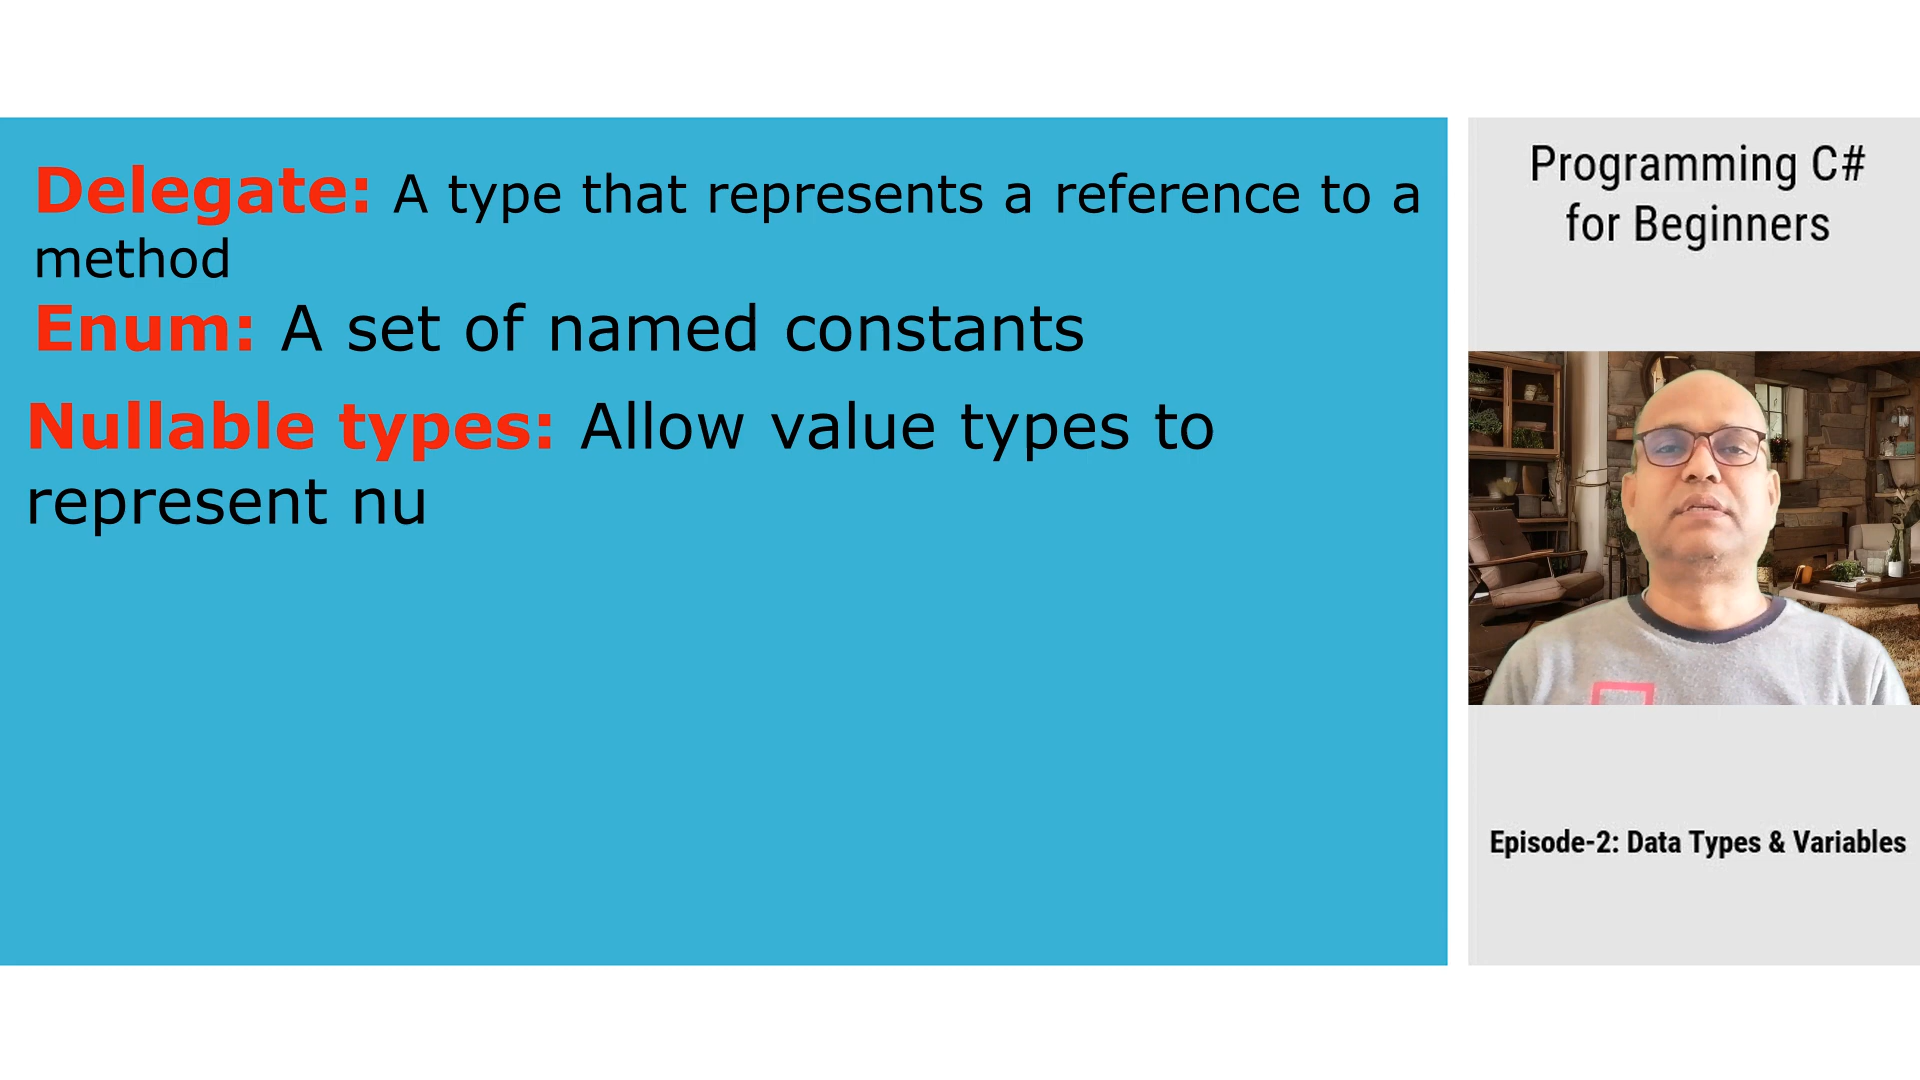 Delegate: A type that represents a reference to a
method
Enum: A set of named constants
Nullable types: Allow value types to
represent nu
Programming C#
for Beginners
Episode-2: Data Types & Variables